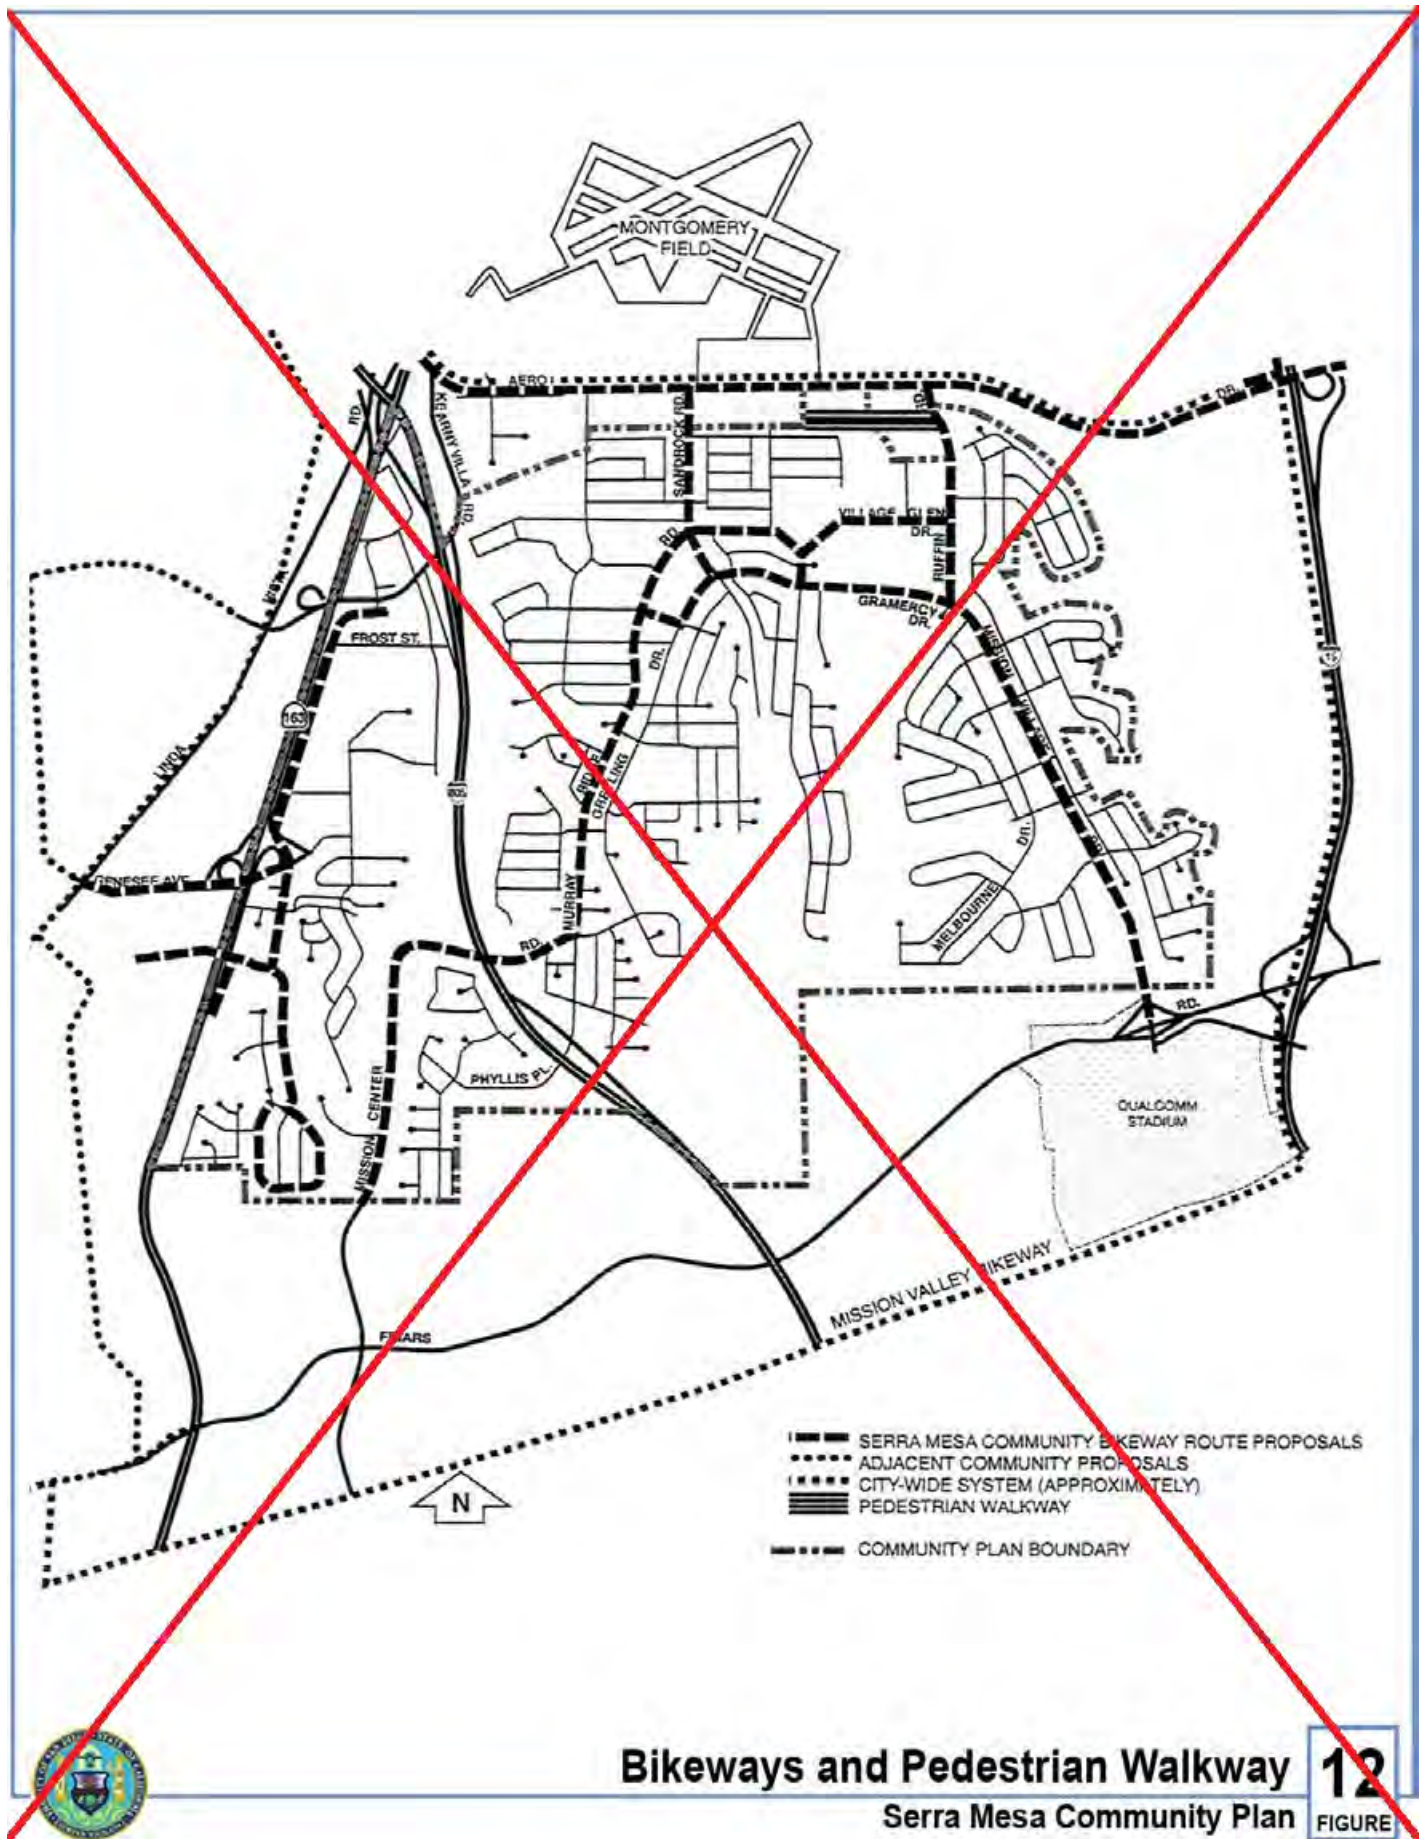 MONTGOMERY
FIELD
AERO
DR.
RD.
KEARNY VILLA RD.
SANDROCK RD.
VILLAGE GLEN
DR.
RUFFIN
RD.
GRAMERCY
DR.
FROST ST.
DR.
MISSION
163
15
LINDA
VISTA
805
RIDGE
GREYLING
GENESEE AVE.
MURRAY
RD.
DR.
MELBOURNE
RD.
PHYLLIS PL.
MISSION CENTER
QUALCOMM
STADIUM
MISSION VALLEY BIKEWAY
FRIARS
SERRA MESA COMMUNITY BIKEWAY ROUTE PROPOSALS
ADJACENT COMMUNITY PROPOSALS
CITY-WIDE SYSTEM (APPROXIMATELY)
PEDESTRIAN WALKWAY
N
COMMUNITY PLAN BOUNDARY
Bikeways and Pedestrian Walkway
12
Serra Mesa Community Plan
FIGURE